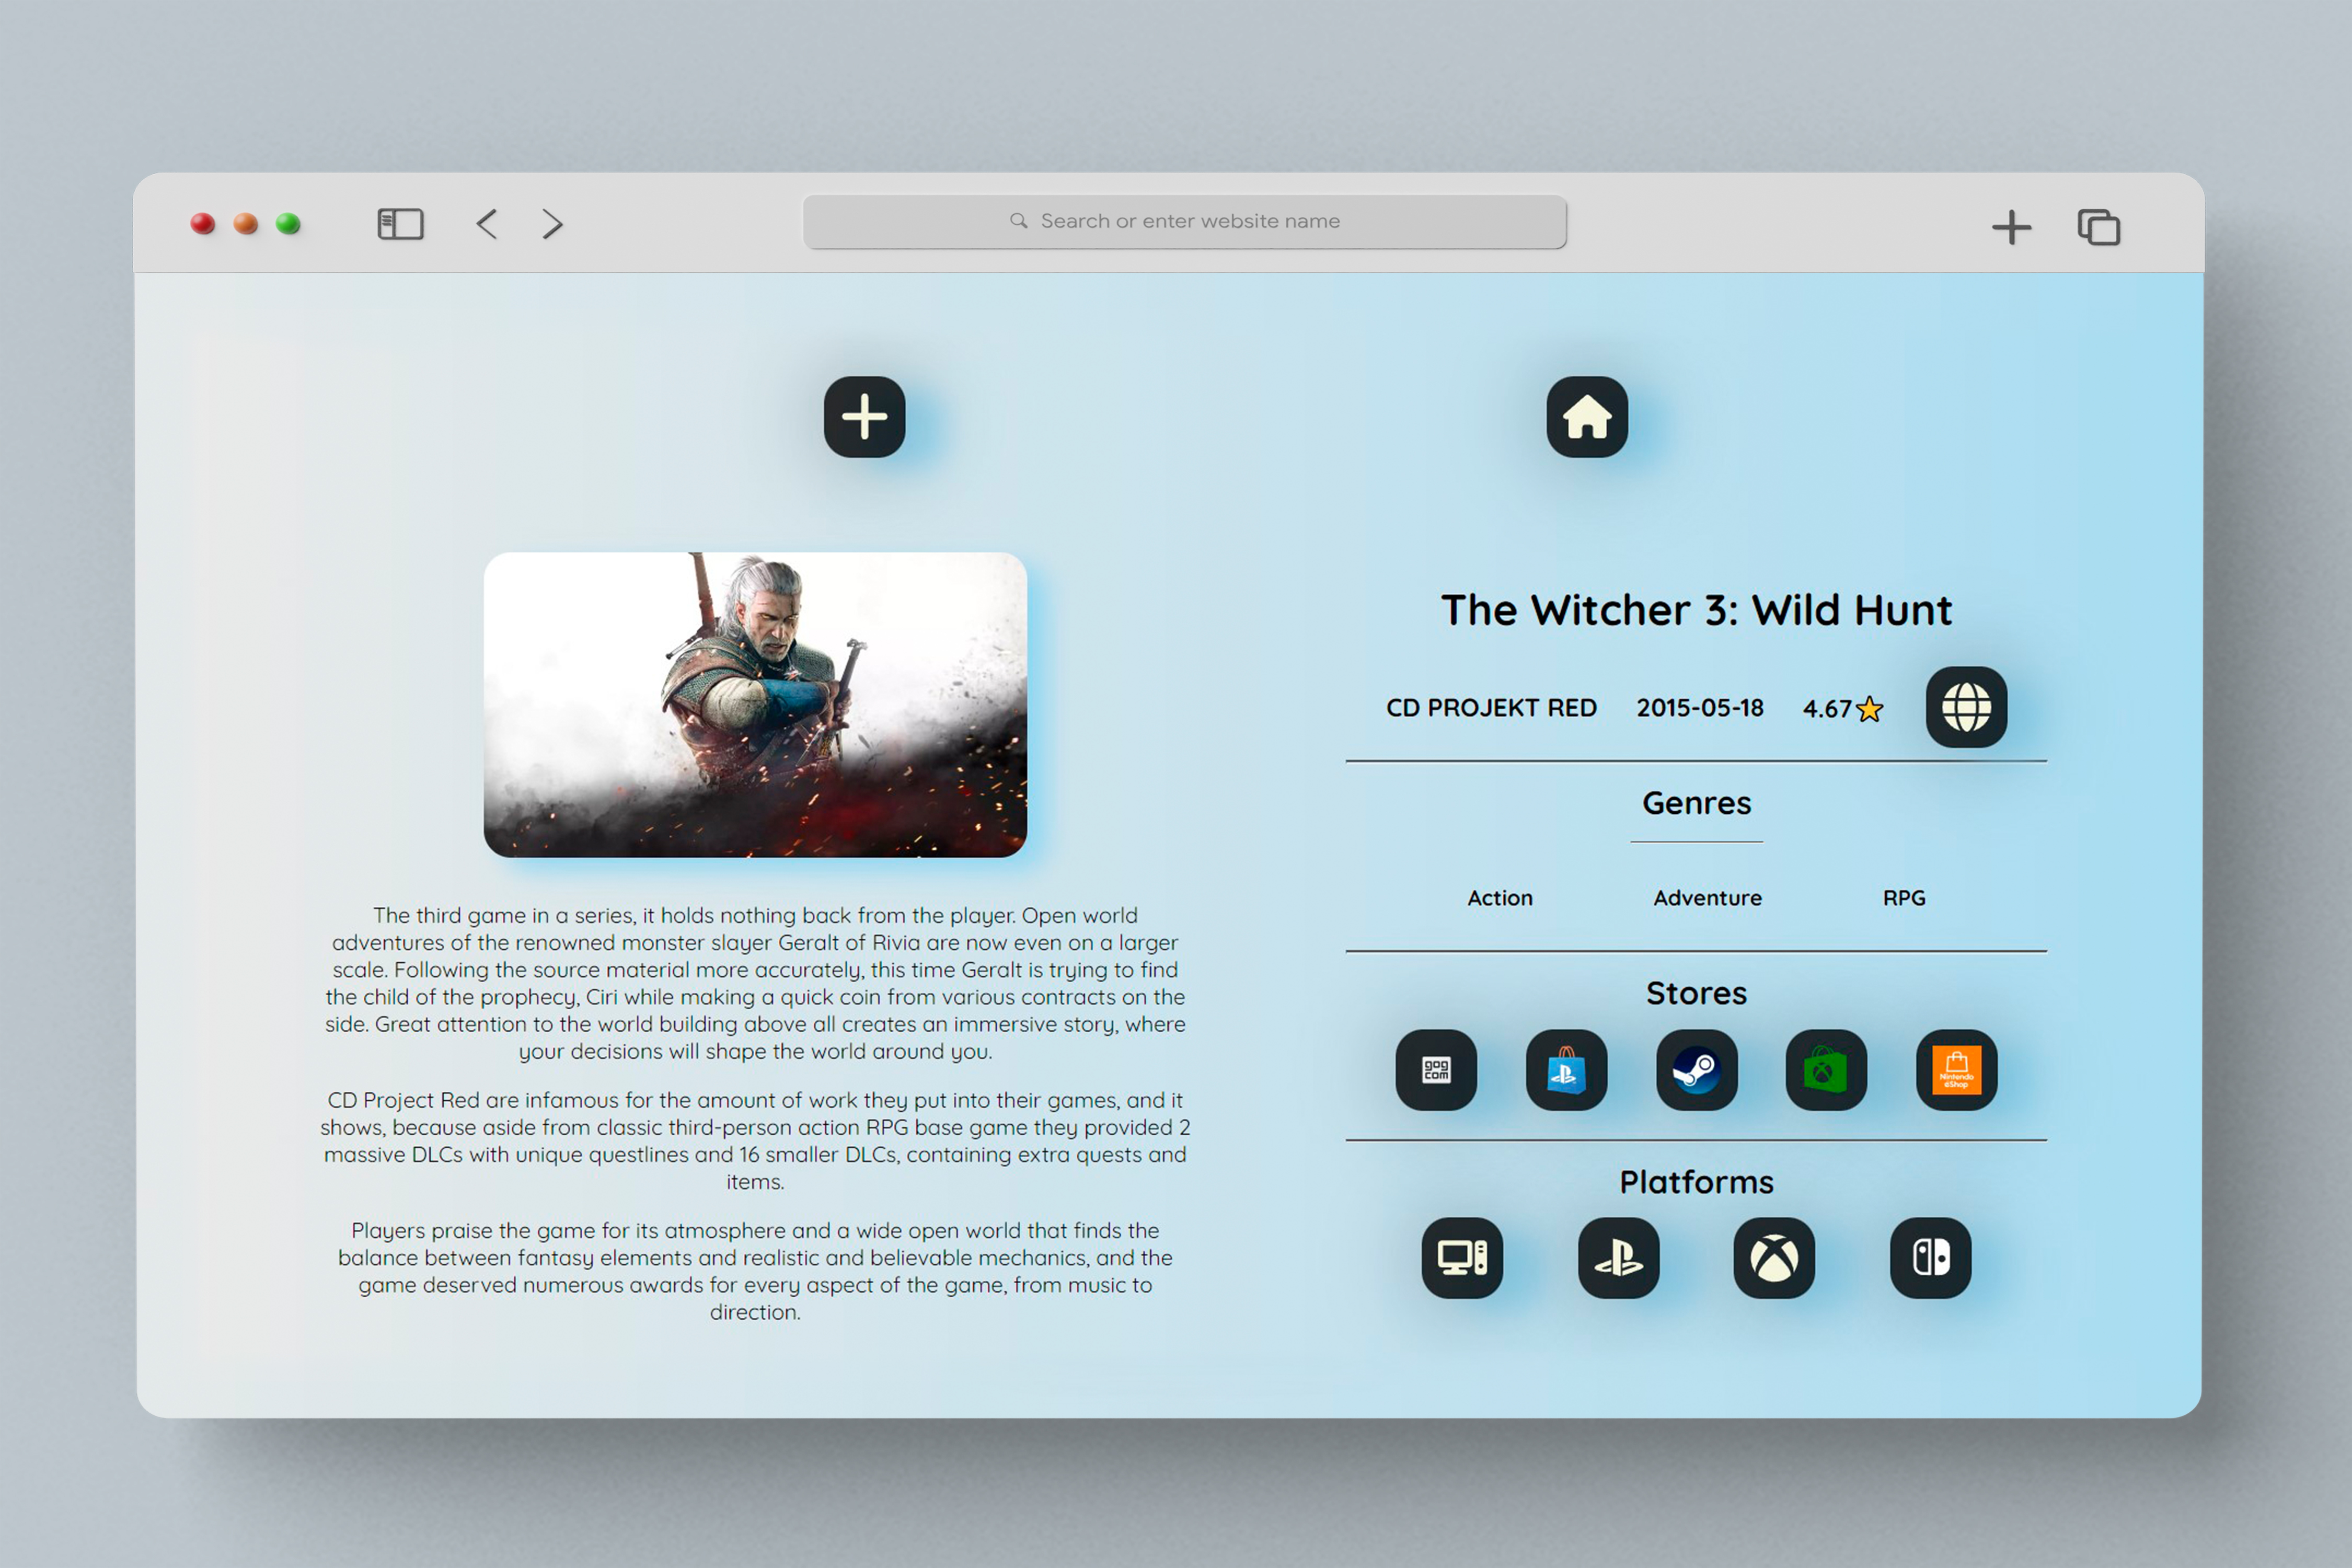 Search or enter website name
The third game in a series, it holds nothing back from the player. Open world
adventures of the renowned monster slayer Geralt of Rivia are now even on a larger
scale. Following the source material more accurately, this time Geralt is trying to find
the child of the prophecy, Ciri while making a quick coin from various contracts on the
side. Great attention to the world building above all creates an immersive story, where
your decisions will shape the world around you.
CD Project Red are infamous for the amount of work they put into their games, and it
shows, because aside from classic third-person action RPG base game they provided 2
massive DLCs with unique questlines and 16 smaller DLCs, containing extra quests and
items.
Players praise the game for its atmosphere and a wide open world that finds the
balance between fantasy elements and realistic and believable mechanics, and the
game deserved numerous awards for every aspect of the game, from music to
direction.
The Witcher 3: Wild Hunt
CD PROJEKT RED 2015-05-18 4.67⭐
Genres
Action Adventure RPG
Stores
gog
com
Nintendo
eShop
Platforms